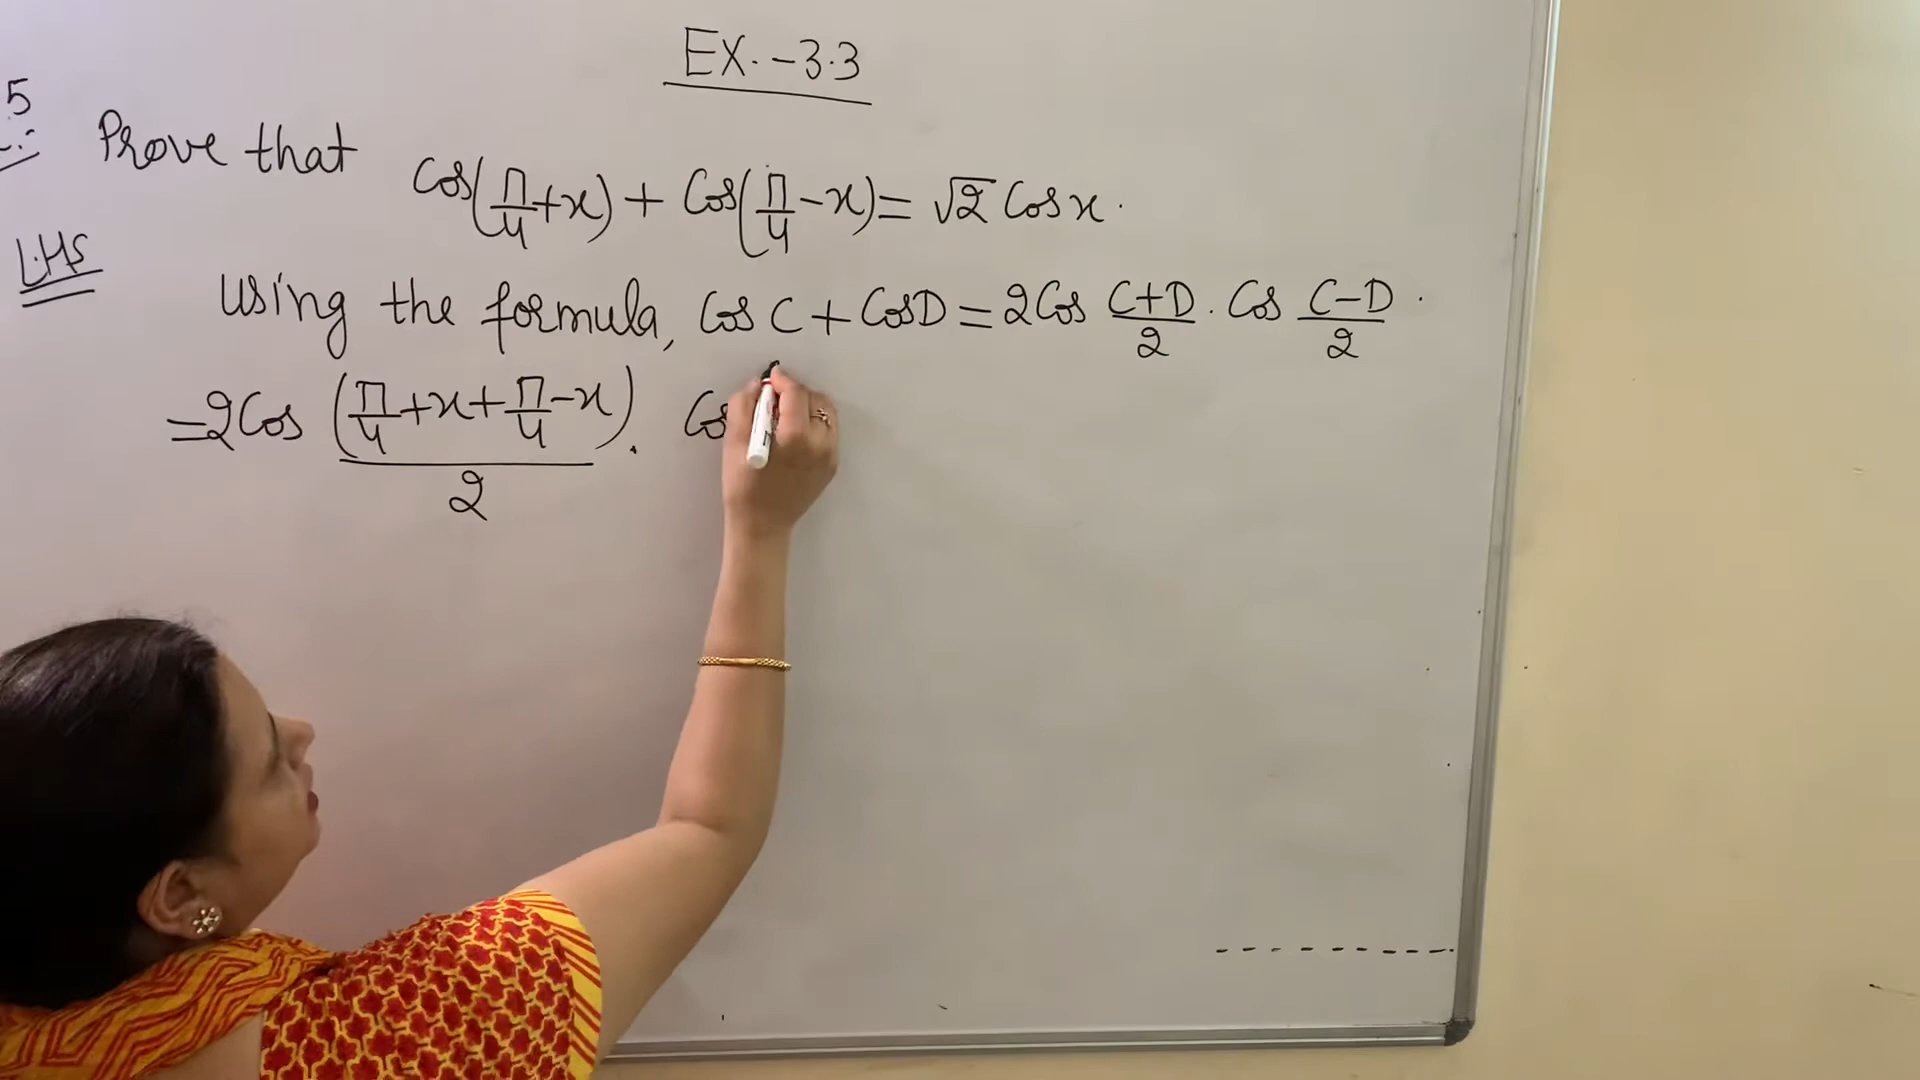 EX.-3.3
5
Prove that cos(π/4+x) + Cos(π/4-x) = √2 Cosx.
L.H.S
Using the formula, Cos C + CosD = 2Cos C+D/2 . Cos C-D/2 .
=2Cos (π/4+x+π/4-x)/2 . Cos